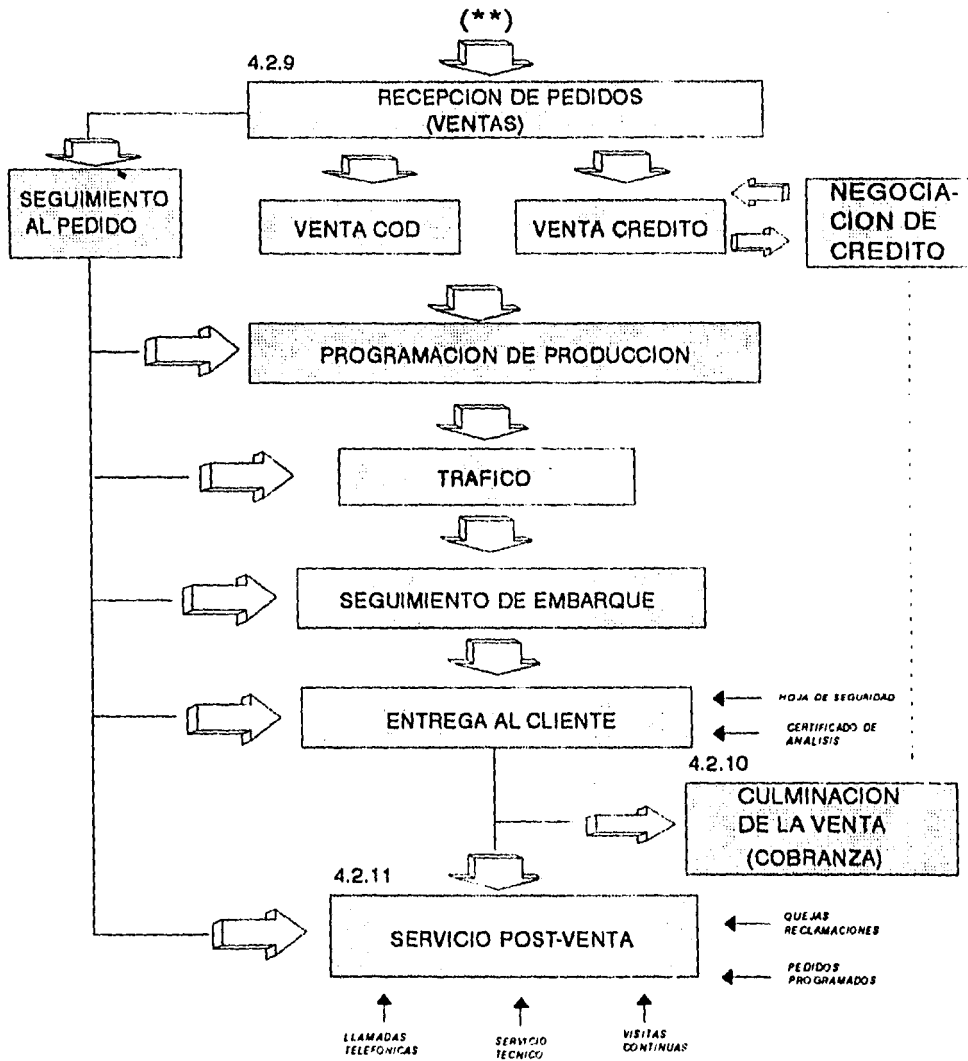 (**)
4.2.9
RECEPCION DE PEDIDOS
(VENTAS)
SEGUIMIENTO
AL PEDIDO
VENTA COD
VENTA CREDITO
NEGOCIA-
CION DE
CREDITO
PROGRAMACION DE PRODUCCION
TRAFICO
SEGUIMIENTO DE EMBARQUE
ENTREGA AL CLIENTE
HOJA DE SEGURIDAD
CERTIFICADO DE
ANALISIS
4.2.10
CULMINACION
DE LA VENTA
(COBRANZA)
4.2.11
SERVICIO POST-VENTA
QUEJAS
RECLAMACIONES
PEDIDOS
PROGRAMADOS
LLAMADAS
TELEFONICAS
SERVICIO
TECNICO
VISITAS
CONTINUAS